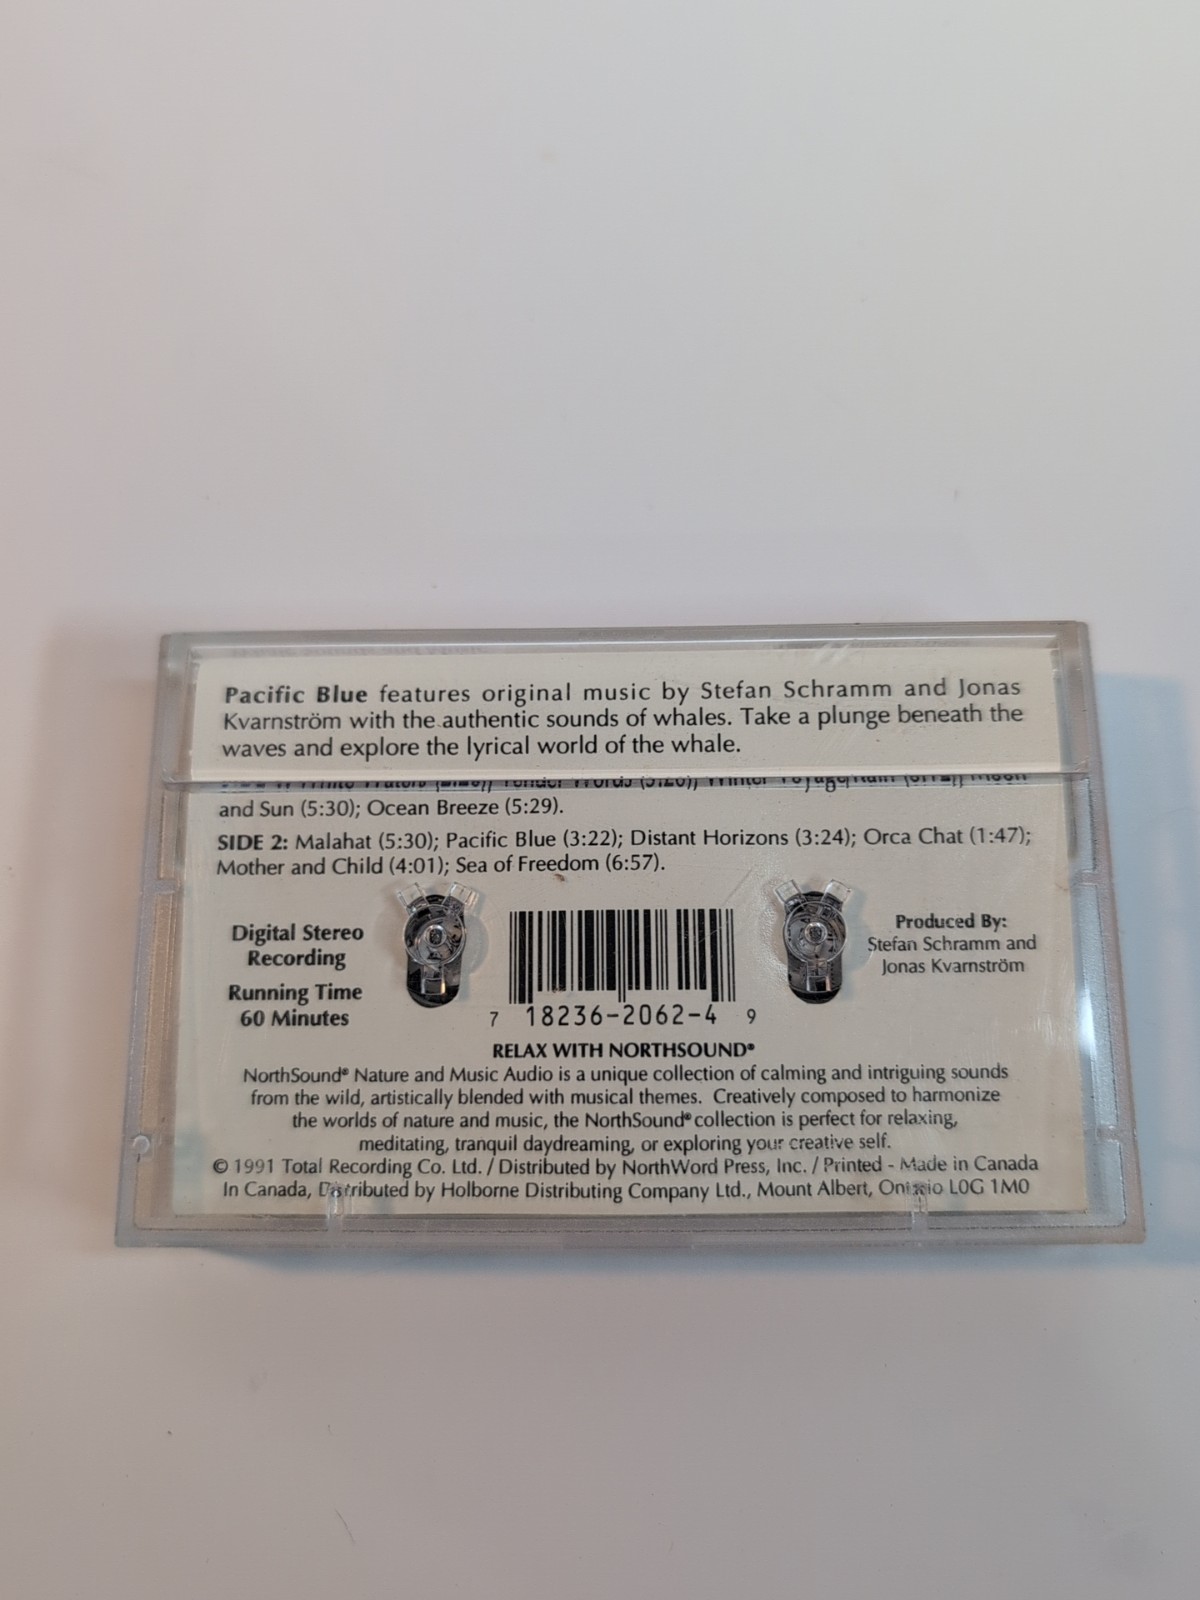 Pacific Blue features original music by Stefan Schramm and Jonas
Kvarnström with the authentic sounds of whales. Take a plunge beneath the
waves and explore the lyrical world of the whale.
and Sun (5:30); Ocean Breeze (5:29).
SIDE 2: Malahat (5:30); Pacific Blue (3:22); Distant Horizons (3:24); Orca Chat (1:47);
Mother and Child (4:01); Sea of Freedom (6:57).
Digital Stereo
Recording
Running Time
60 Minutes
7 18236-2062-4 9
Produced By:
Stefan Schramm and
Jonas Kvarnström
RELAX WITH NORTHSOUND®
NorthSound® Nature and Music Audio is a unique collection of calming and intriguing sounds
from the wild, artistically blended with musical themes. Creatively composed to harmonize
the worlds of nature and music, the NorthSound® collection is perfect for relaxing,
meditating, tranquil daydreaming, or exploring your creative self.
© 1991 Total Recording Co. Ltd. / Distributed by NorthWord Press, Inc. / Printed - Made in Canada
In Canada, Distributed by Holborne Distributing Company Ltd., Mount Albert, Ontario L0G 1M0